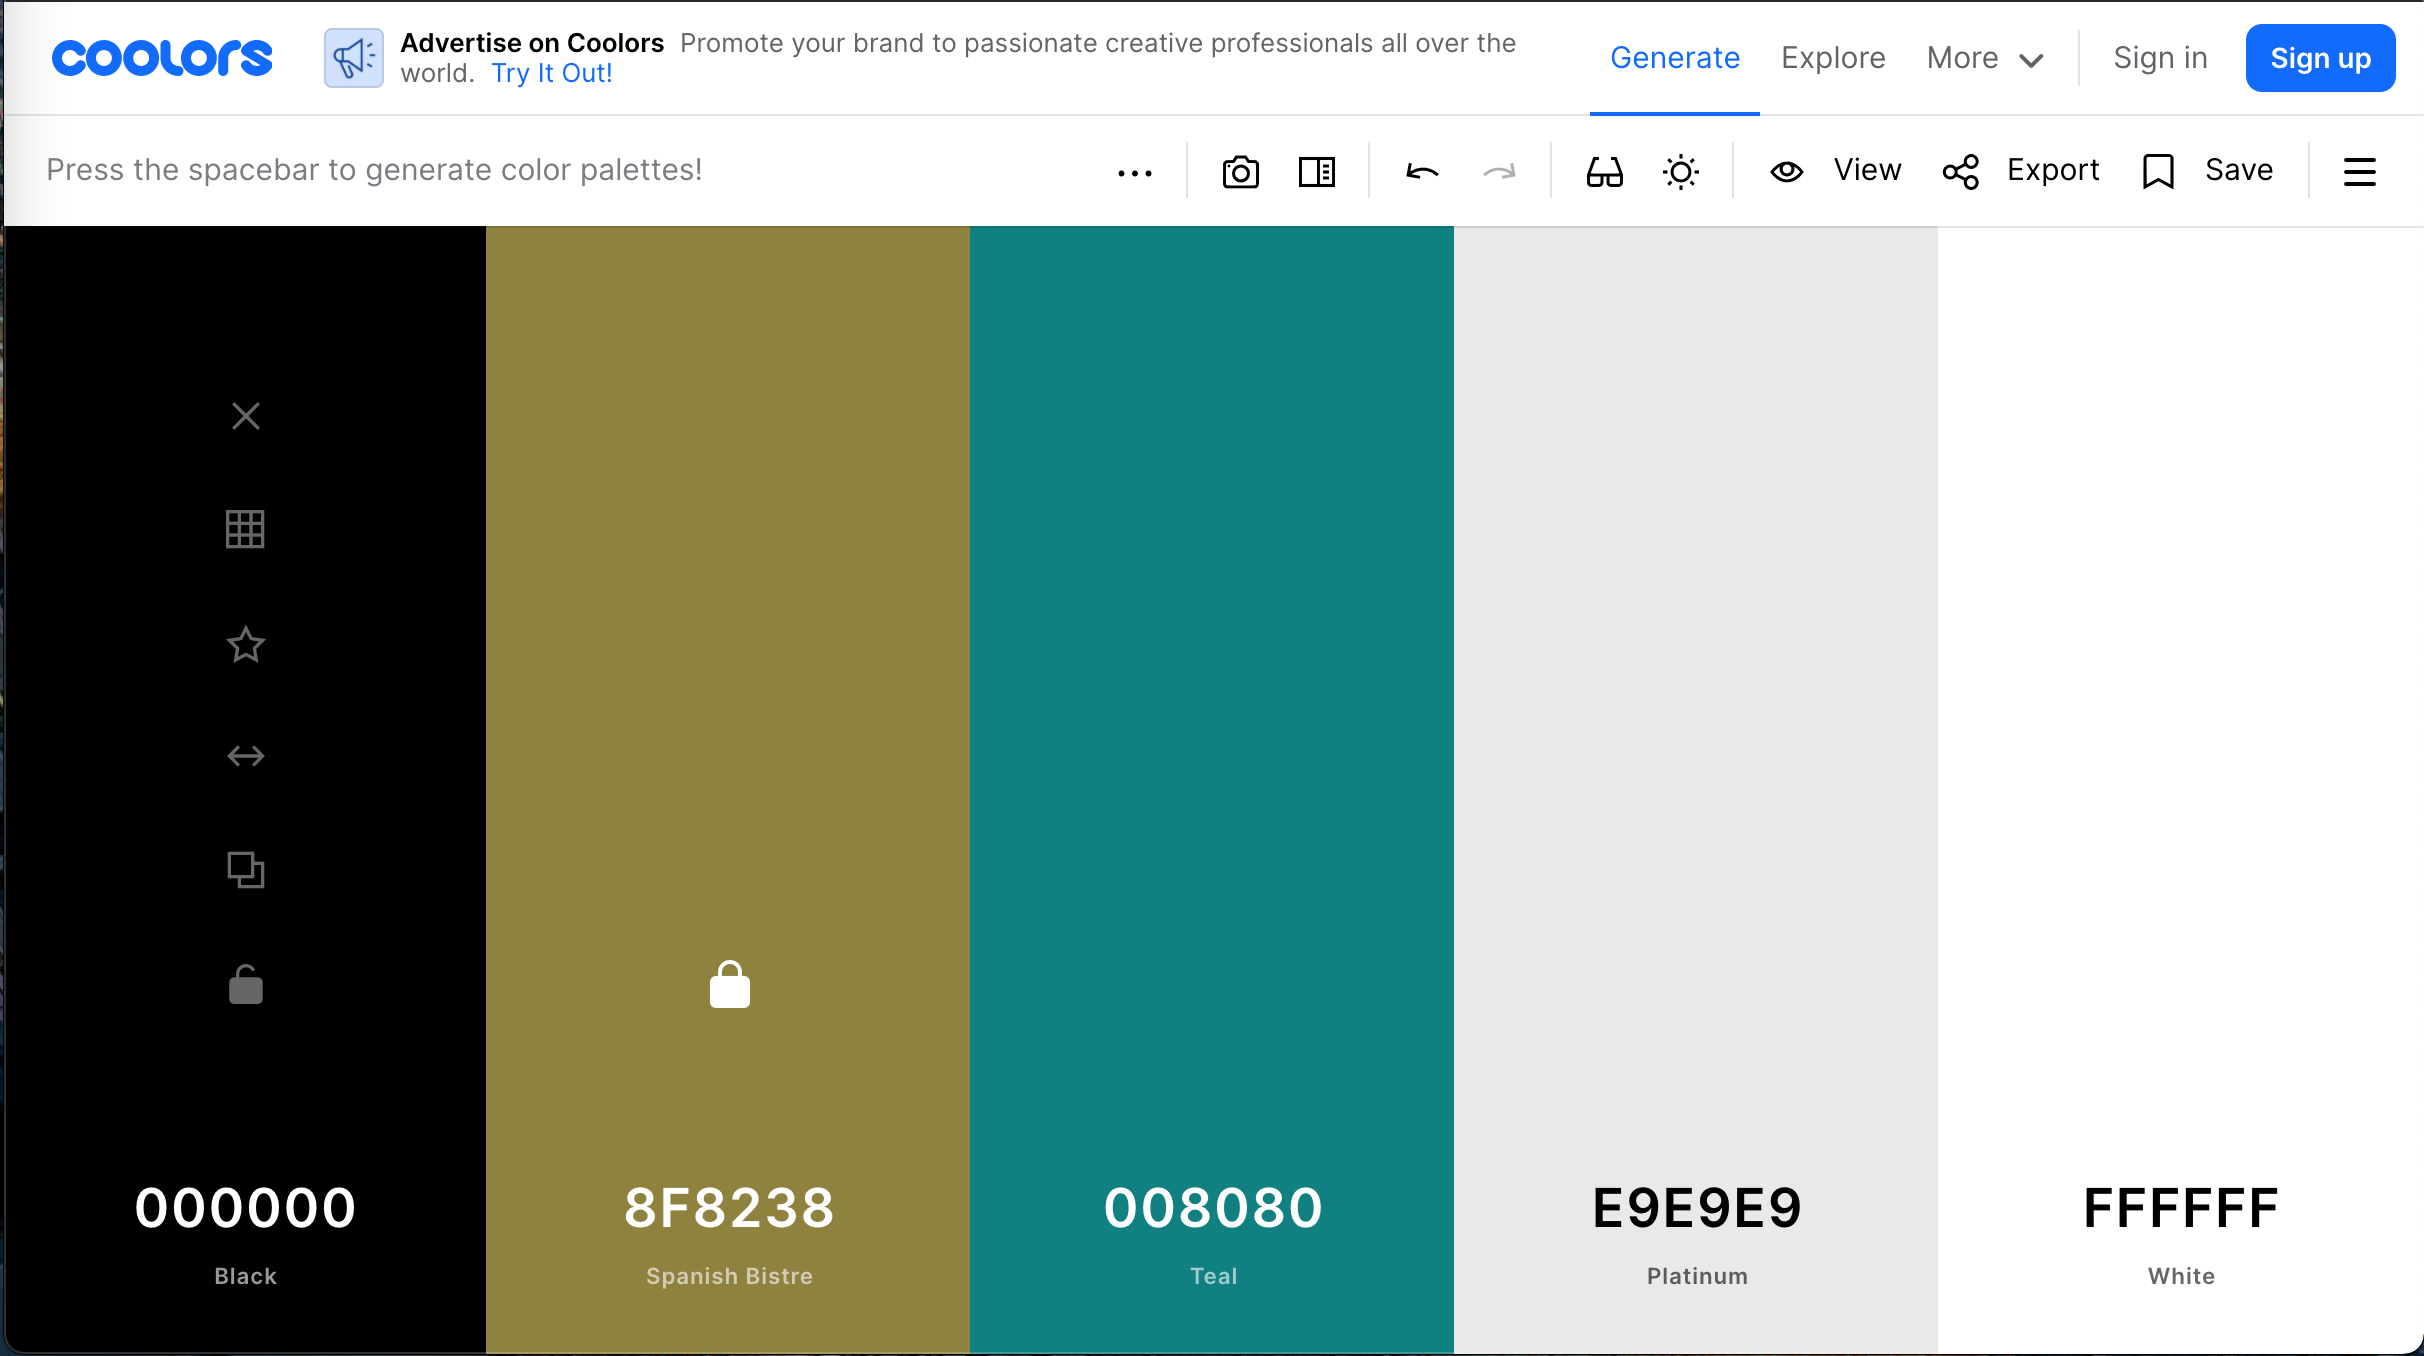 coolors
Advertise on Coolors Promote your brand to passionate creative professionals all over the
world. Try It Out!
Generate Explore More Sign in Sign up
Press the spacebar to generate color palettes!
View Export Save
000000 8F8238 008080 E9E9E9 FFFFFF
Black Spanish Bistre Teal Platinum White